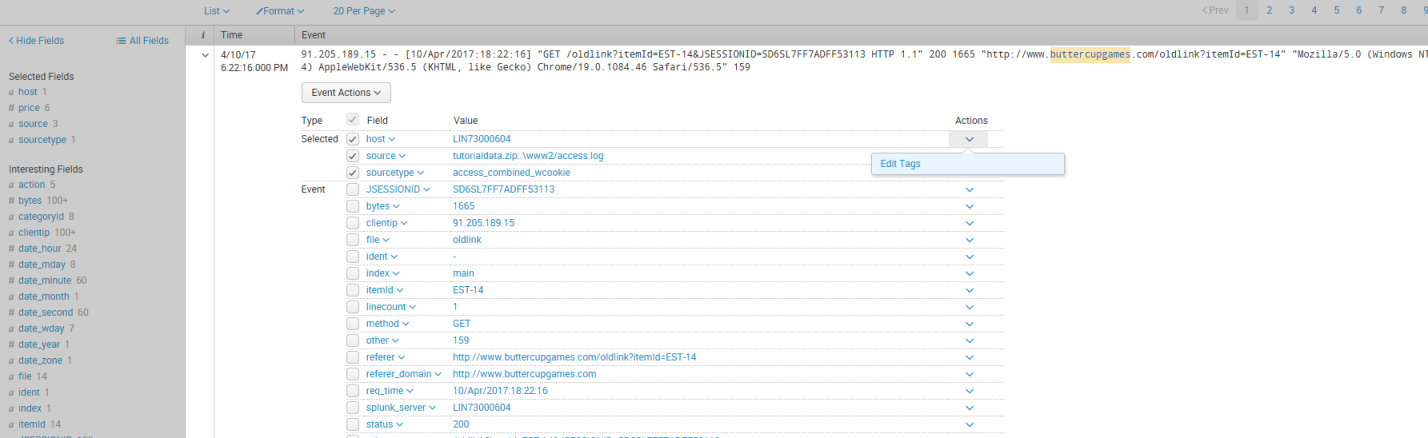 List Format 20 Per Page < Prev 1 2 3 4 5 6 7 8 9
< Hide Fields All Fields
Selected Fields
a host 1
# price 6
a source 3
a sourcetype 1
Interesting Fields
a action 5
# bytes 100+
a categoryId 8
a clientip 100+
# date_hour 24
# date_mday 8
# date_minute 60
a date_month 1
# date_second 60
a date_wday 7
# date_year 1
a date_zone 1
a file 14
a ident 1
a index 1
a itemId 14
i Time Event
4/10/17
6:22:16.000 PM
91.205.189.15 - - [10/Apr/2017:18:22:16] "GET /oldlink?itemId=EST-14&JSESSIONID=SD6SL7FF7ADFF53113 HTTP 1.1" 200 1665 "http://www.buttercupgames.com/oldlink?itemId=EST-14" "Mozilla/5.0 (Windows NT
4) AppleWebKit/536.5 (KHTML, like Gecko) Chrome/19.0.1084.46 Safari/536.5" 159
Event Actions
Type Field Value Actions
Selected host LIN73000604
Edit Tags
source tutorialdata.zip:.\www2/access.log
sourcetype access_combined_wcookie
Event JSESSIONID SD6SL7FF7ADFF53113
bytes 1665
clientip 91.205.189.15
file oldlink
ident -
index main
itemId EST-14
linecount 1
method GET
other 159
referer http://www.buttercupgames.com/oldlink?itemId=EST-14
referer_domain http://www.buttercupgames.com
req_time 10/Apr/2017:18:22:16
splunk_server LIN73000604
status 200